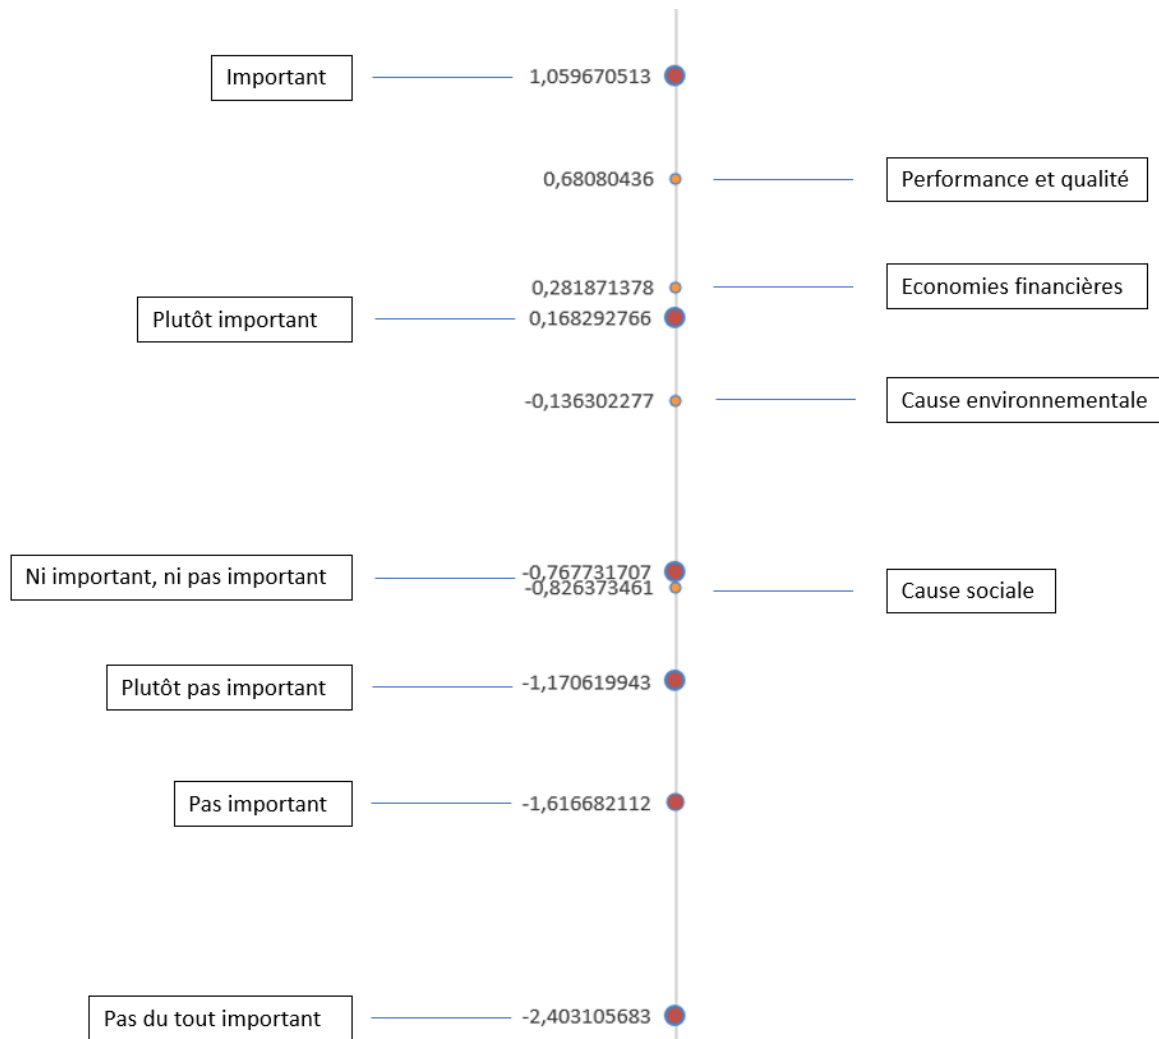 Important
1,059670513
0,68080436
Performance et qualité
0,281871378
Economies financières
Plutôt important
0,168292766
-0,136302277
Cause environnementale
Ni important, ni pas important
-0,767731707
-0,826373461
Cause sociale
Plutôt pas important
-1,170619943
Pas important
-1,616682112
Pas du tout important
-2,403105683